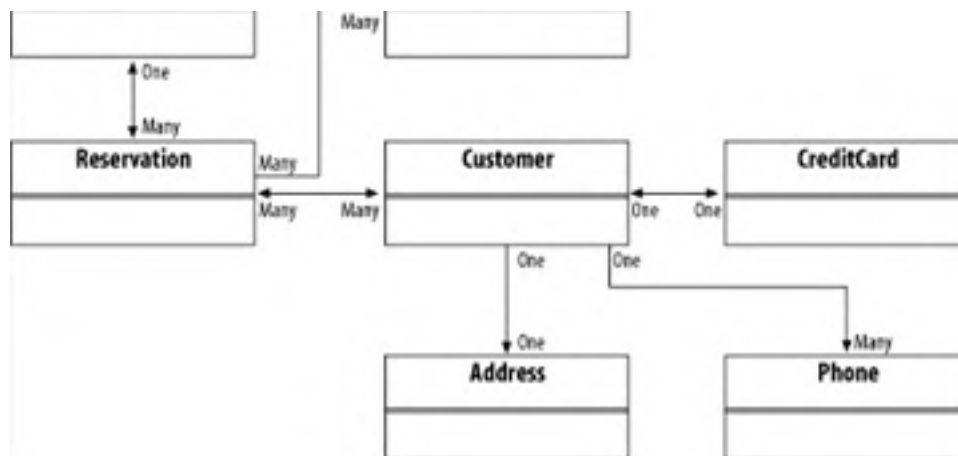 Many
One
Many
Reservation
Customer
CreditCard
Many
Many
Many
One
One
One
One
One
Many
Address
Phone